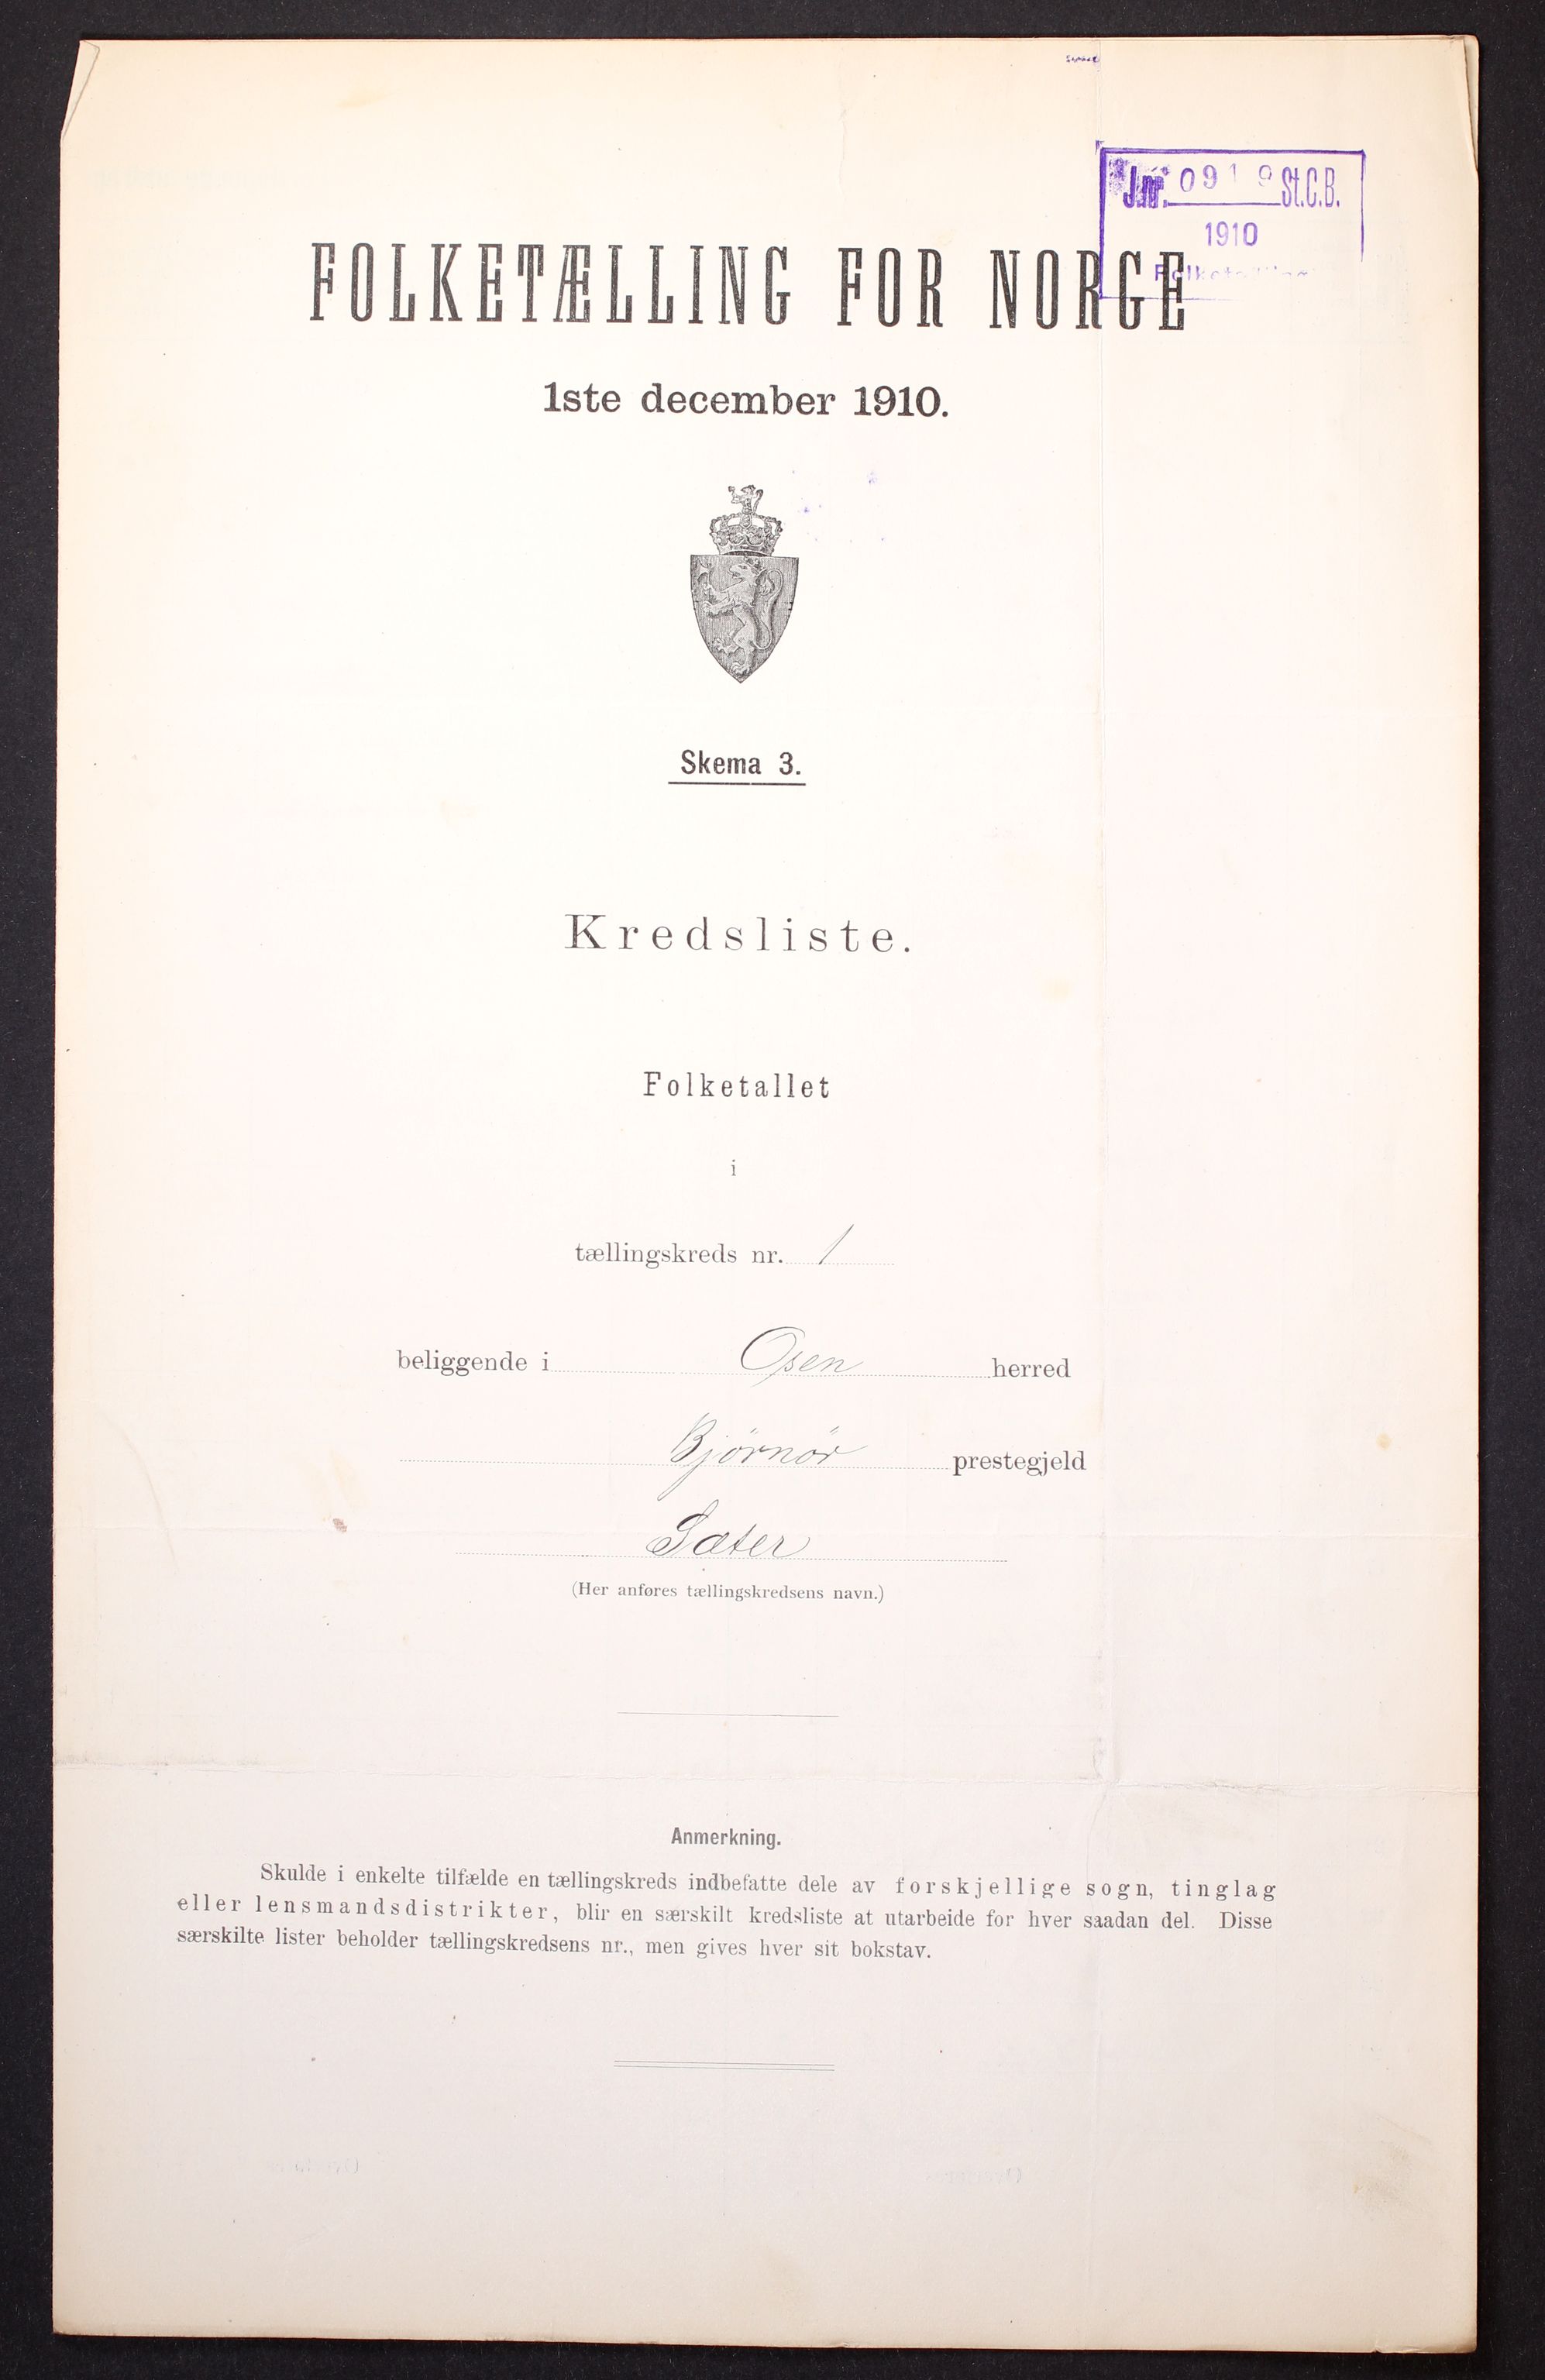 Jnr. 091 9 St.C.B.
1910
FOLKETÆLLING FOR NORGE
1ste december 1910.
Skema 3.
Kredsliste.
Folketallet
i
tællingskreds nr. 1
beliggende i Osen herred
Bjørnör prestegjeld
Sæter
(Her anføres tællingskredsens navn.)
Anmerkning.
Skulde i enkelte tilfælde en tællingskreds indbefatte dele av forskjellige sogn, tinglag
eller lensmandsdistrikter, blir en særskilt kredsliste at utarbeide for hver saadan del. Disse
særskilte lister beholder tællingskredsens nr., men gives hver sit bokstav.